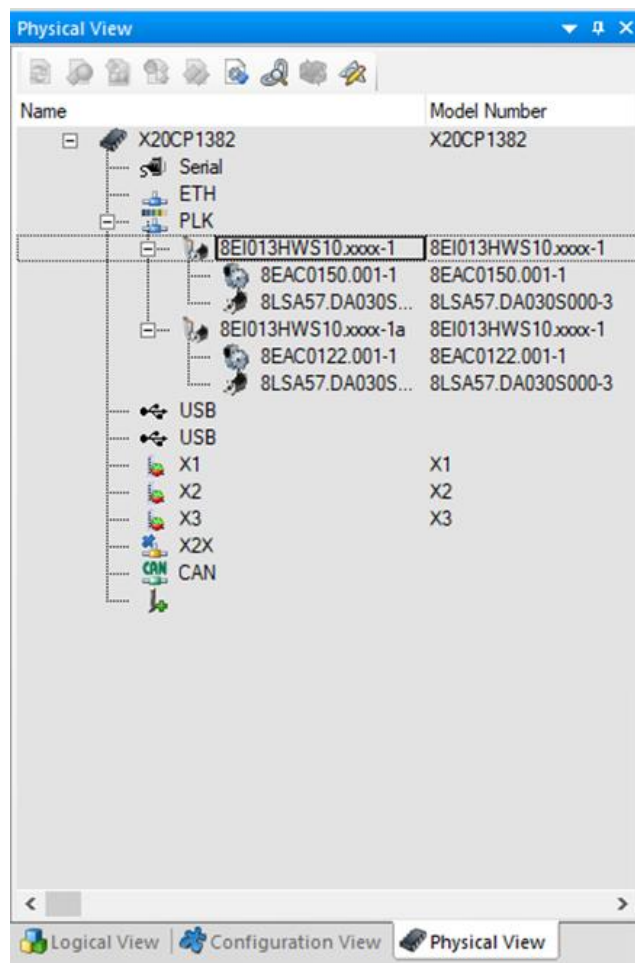 Physical View
Name Model Number
X20CP1382 X20CP1382
Serial
ETH
PLK
8EI013HWS10.xxxx-1 8EI013HWS10.xxxx-1
8EAC0150.001-1 8EAC0150.001-1
8LSA57.DA030S... 8LSA57.DA030S000-3
8EI013HWS10.xxxx-1a 8EI013HWS10.xxxx-1
8EAC0122.001-1 8EAC0122.001-1
8LSA57.DA030S... 8LSA57.DA030S000-3
USB
USB
X1 X1
X2 X2
X3 X3
X2X
CAN CAN
Logical View Configuration View Physical View